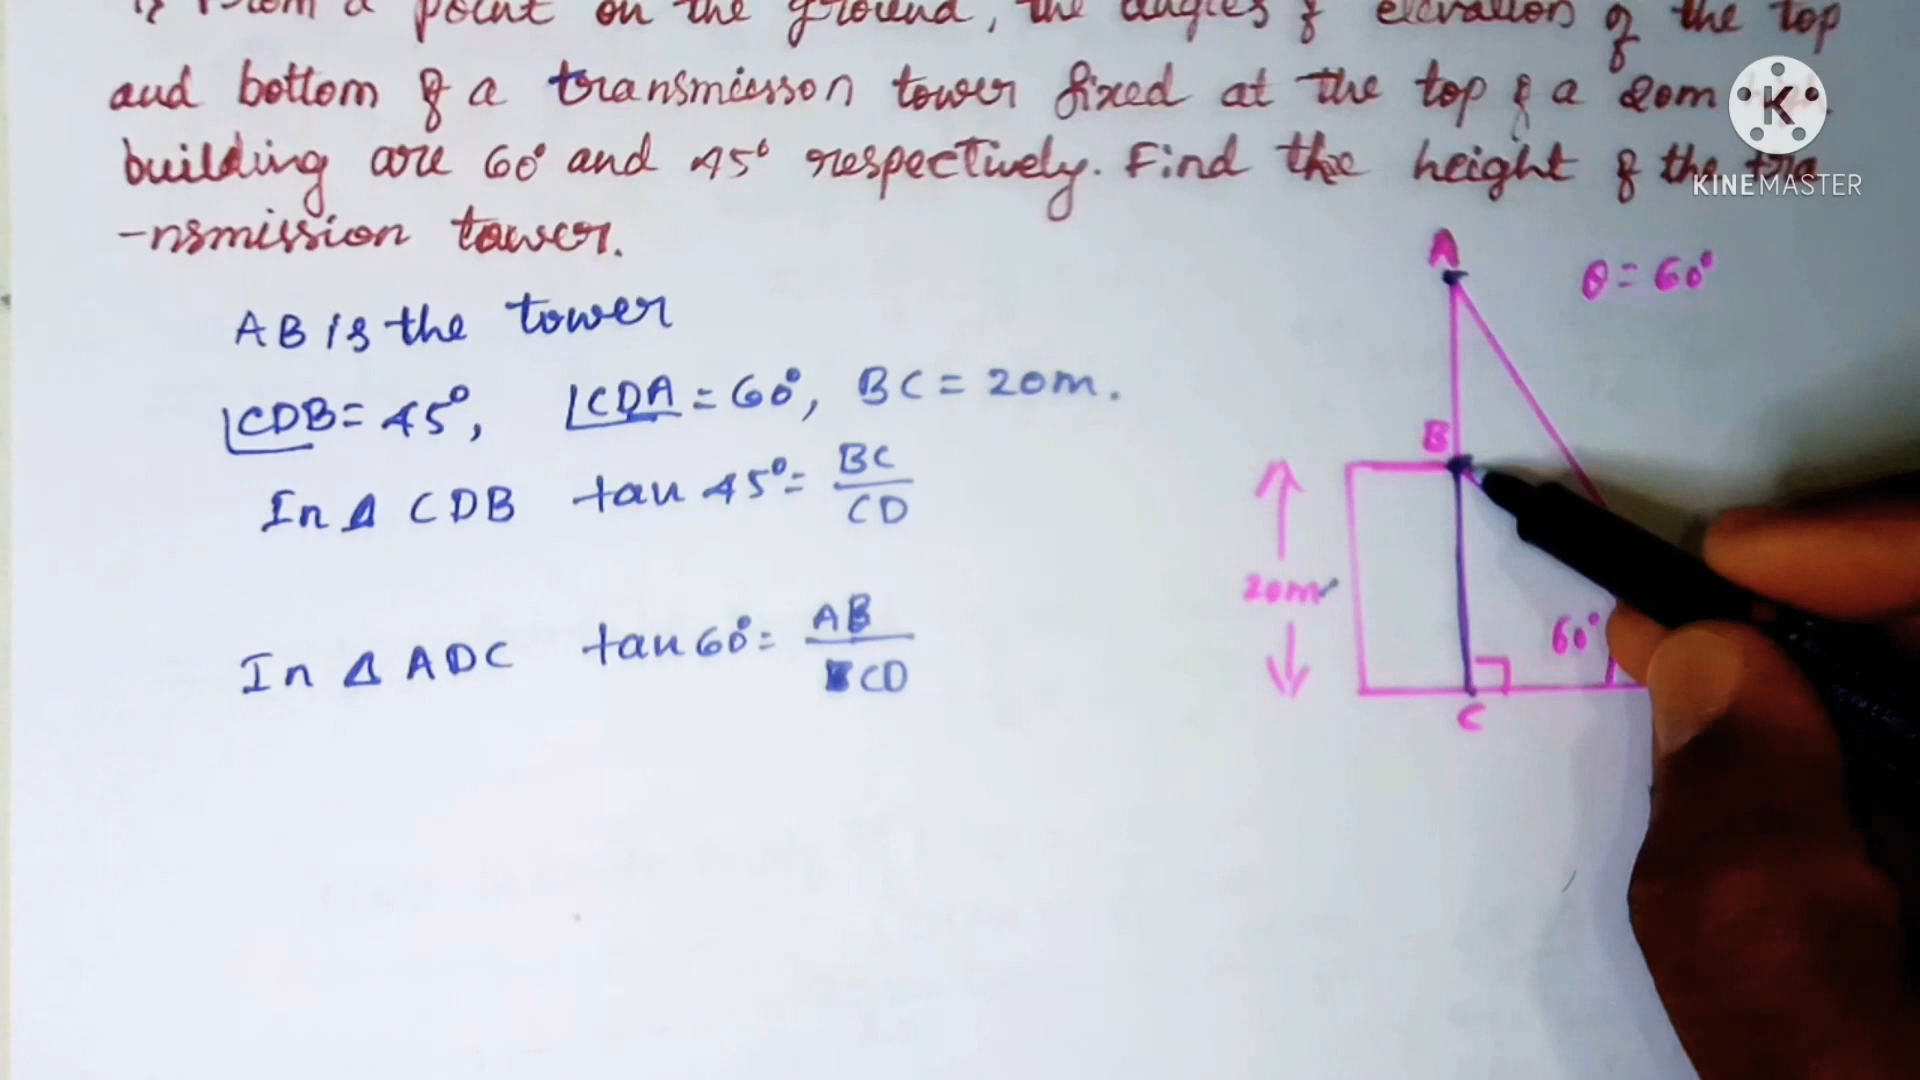 a point on the ground, the angles of elevation of the top
and bottom of a transmiesson tower fixed at the top of a 20m
building are 60° and 45° respectively. Find the height of the tra
-nsmission tower.
K
KINEMASTER
AB is the tower
∠CDB = 45°, ∠CDA = 60°, BC = 20m.
In Δ CDB tan 45° = BC/CD
In Δ ADC tan 60° = AB/CD
A
θ = 60°
B
20m
60°
C